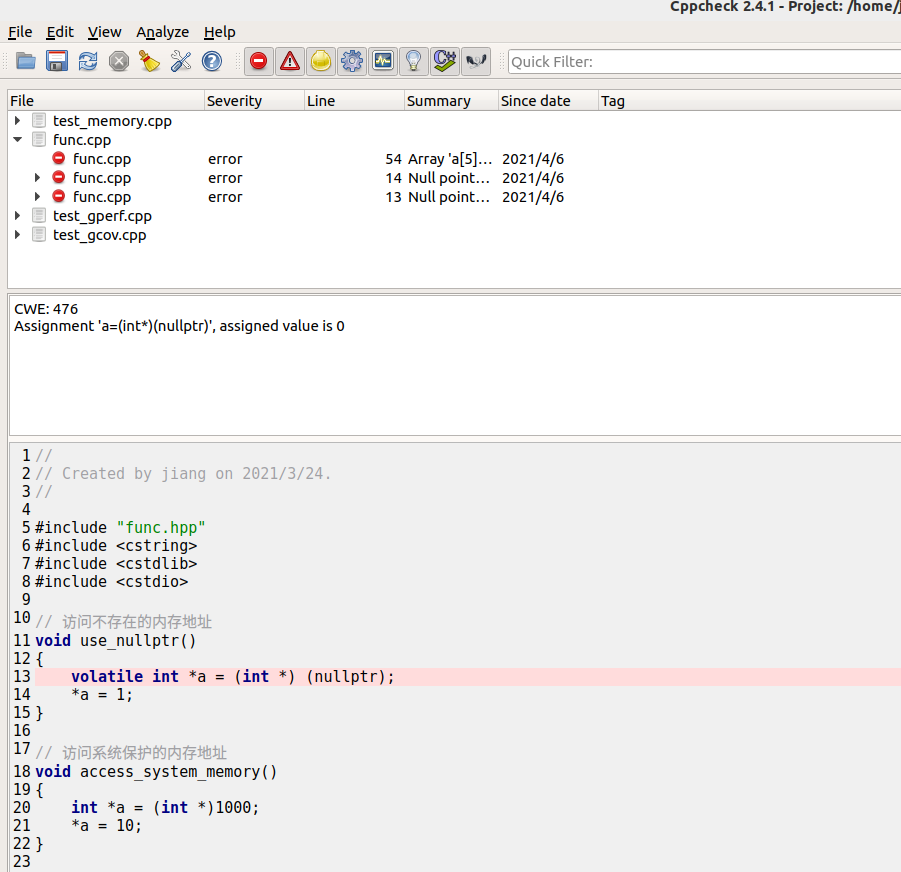 Cppcheck 2.4.1 - Project: /home/j
File Edit View Analyze Help
Quick Filter:
File Severity Line Summary Since date Tag
test_memory.cpp
func.cpp
func.cpp error 54 Array 'a[5]... 2021/4/6
func.cpp error 14 Null point... 2021/4/6
func.cpp error 13 Null point... 2021/4/6
test_gperf.cpp
test_gcov.cpp
CWE: 476
Assignment 'a=(int*)(nullptr)', assigned value is 0
1 //
2 // Created by jiang on 2021/3/24.
3 //
4
5 #include "func.hpp"
6 #include <cstring>
7 #include <cstdlib>
8 #include <cstdio>
9
10 // 访问不存在的内存地址
11 void use_nullptr()
12 {
13     volatile int *a = (int *) (nullptr);
14     *a = 1;
15 }
16
17 // 访问系统保护的内存地址
18 void access_system_memory()
19 {
20     int *a = (int *)1000;
21     *a = 10;
22 }
23